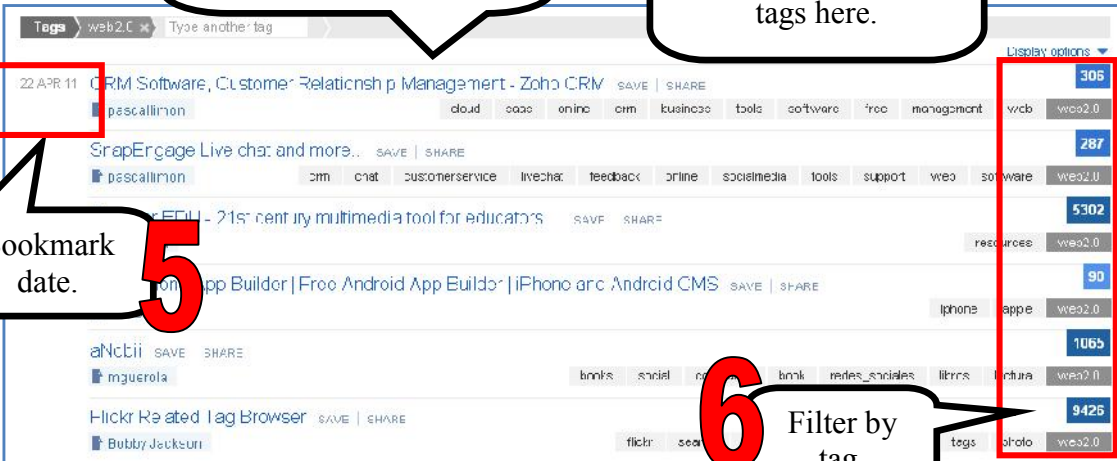 tags here.
Tags web2.0 x Type another tag
Display options
22 APR 11 CRM Software, Customer Relationship Management - Zoho CRM SAVE | SHARE 306
pascallimon cloud saas online crm business tools software free management web web2.0
SnapEngage Live chat and more.. SAVE | SHARE 287
pascallimon crm chat customerservice livechat feedback online socialmedia tools support web software web2.0
EDU - 21st century multimedia tool for educators SAVE SHARE 5302
resources web2.0
ookmark
date.
5
App Builder | Free Android App Builder | iPhone and Android CMS SAVE | SHARE 90
iphone apple web2.0
aNobii SAVE SHARE 1065
mguerola books social book redes_sociales libros lectura web2.0
Flickr Related Tag Browser SAVE | SHARE 9426
Bobby Jackson flickr tags photo web2.0
6
Filter by
tag